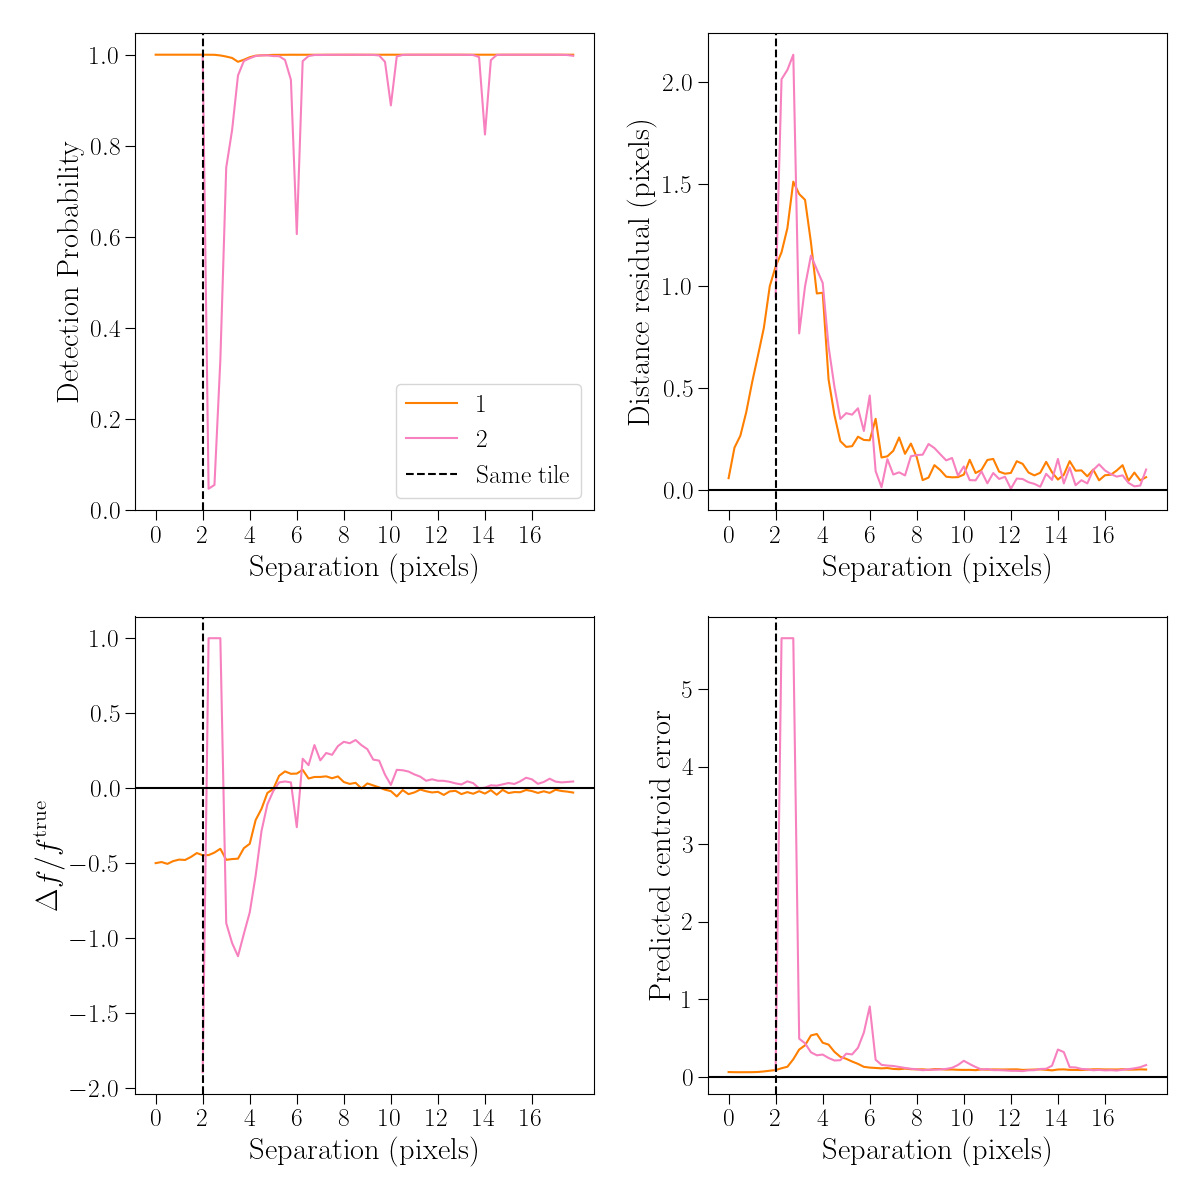 Detection Probability
1.0
0.8
0.6
0.4
0.2
0.0
1
2
Same tile
0 2 4 6 8 10 12 14 16
Separation (pixels)
Distance residual (pixels)
2.0
1.5
1.0
0.5
0.0
0 2 4 6 8 10 12 14 16
Separation (pixels)
Δf/f^true
1.0
0.5
0.0
−0.5
−1.0
−1.5
−2.0
0 2 4 6 8 10 12 14 16
Separation (pixels)
Predicted centroid error
5
4
3
2
1
0
0 2 4 6 8 10 12 14 16
Separation (pixels)